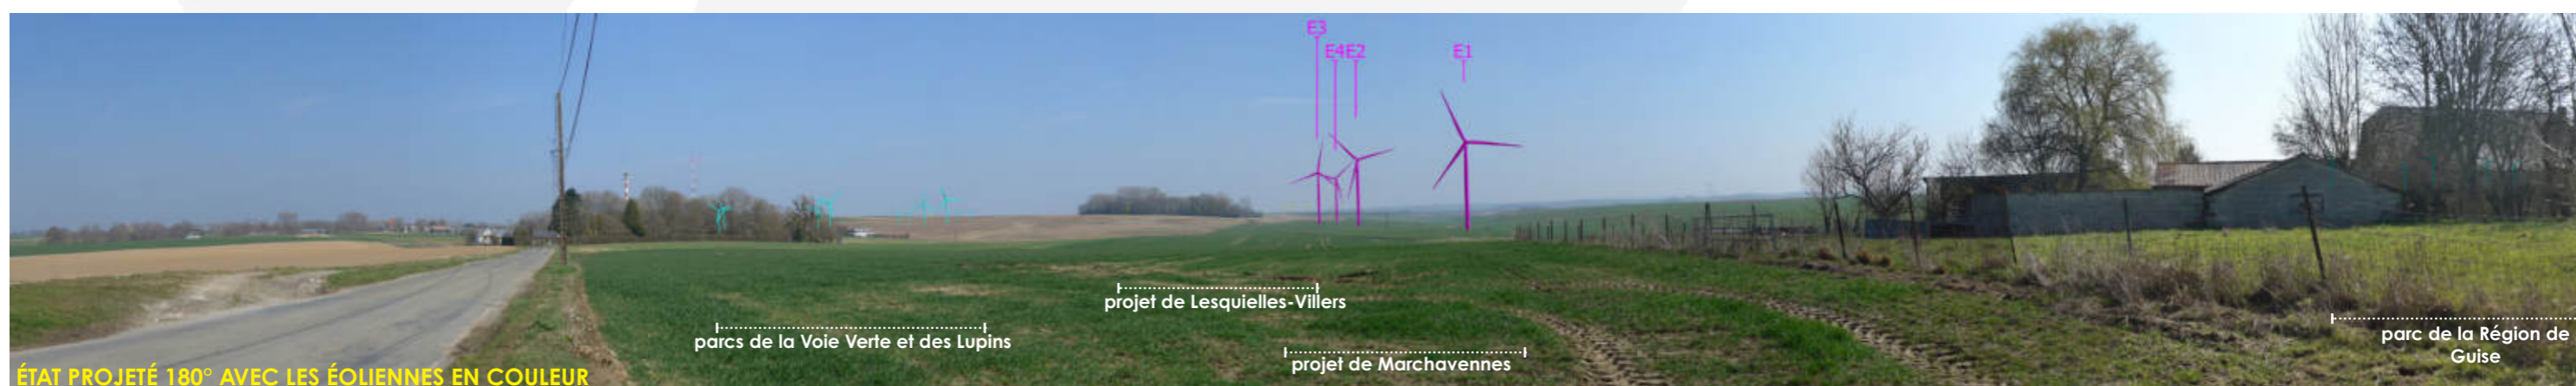 E3
E4E2
E1
projet de Lesquielles-Villers
parcs de la Voie Verte et des Lupins
projet de Marchavennes
parc de la Région de
Guise
ÉTAT PROJETÉ 180° AVEC LES ÉOLIENNES EN COULEUR